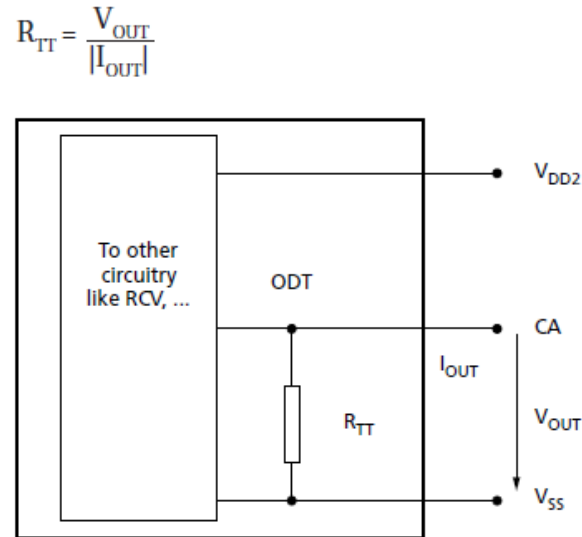 R_TT = V_OUT / |I_OUT|
V_DD2
To other
circuitry
like RCV, ...
ODT
CA
I_OUT
R_TT
V_OUT
V_SS